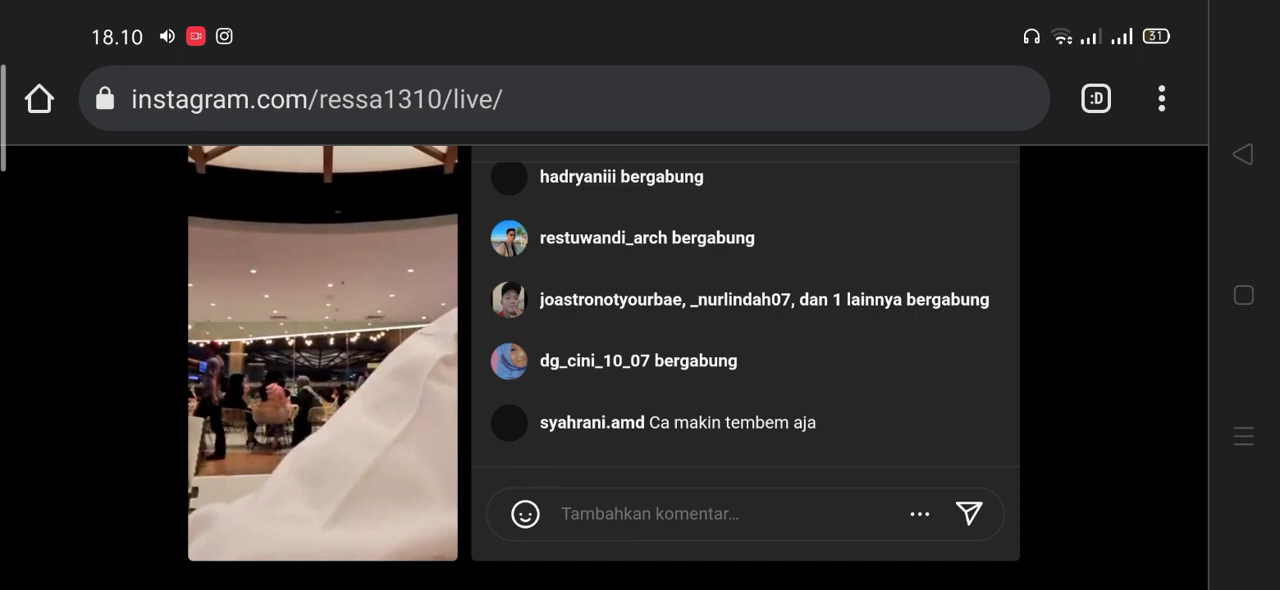 18.10
31
instagram.com/ressa1310/live/
:D
hadryaniii bergabung
restuwandi_arch bergabung
joastronotyourbae, _nurlindah07, dan 1 lainnya bergabung
dg_cini_10_07 bergabung
syahrani.amd Ca makin tembem aja
Tambahkan komentar...